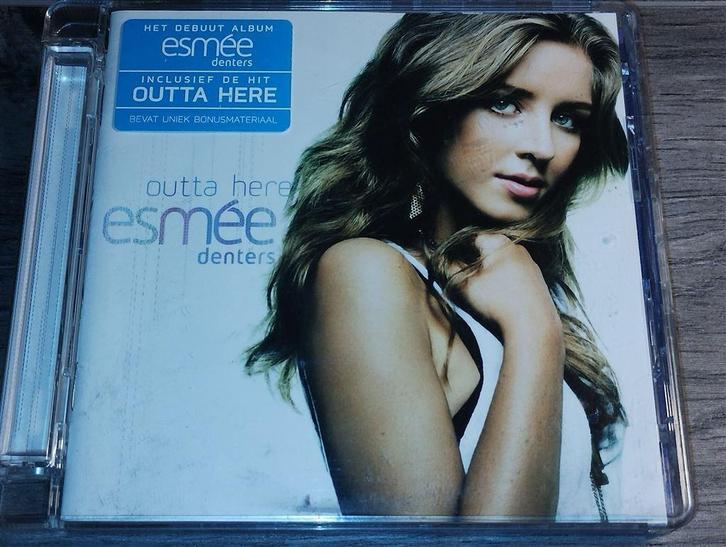 HET DEBUUT ALBUM
esmée
denters
INCLUSIEF DE HIT
OUTTA HERE
BEVAT UNIEK BONUSMATERIAAL
outta here
esmée
denters